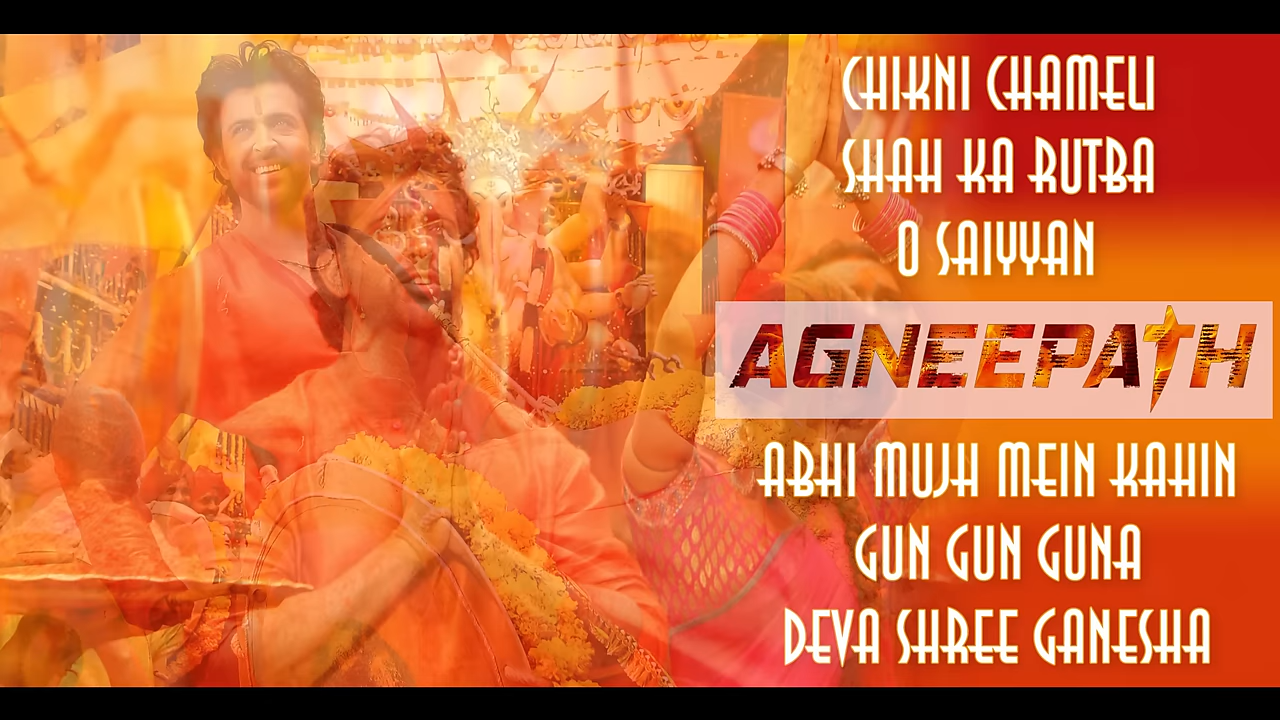 CHIKNI CHAMELI
SHAH KA RUTBA
O SAIYYAN
AGNEEPATH
ABHI MUJH MEIN KAHIN
GUN GUN GUNA
DEVA SHREE GANESHA